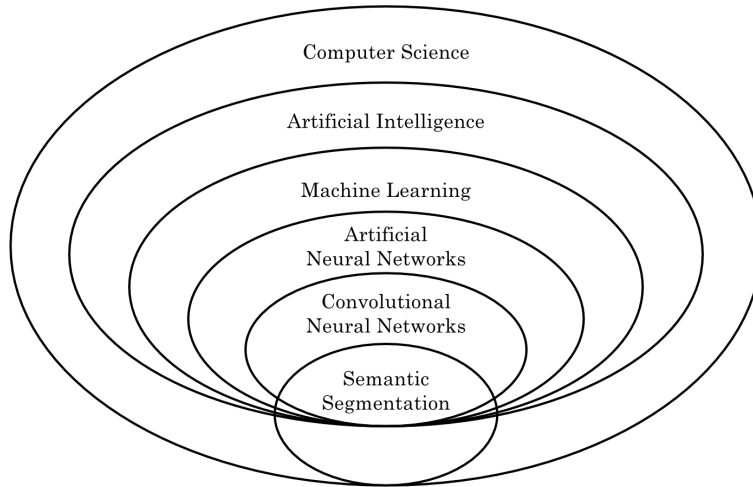 Computer Science
Artificial Intelligence
Machine Learning
Artificial
Neural Networks
Convolutional
Neural Networks
Semantic
Segmentation